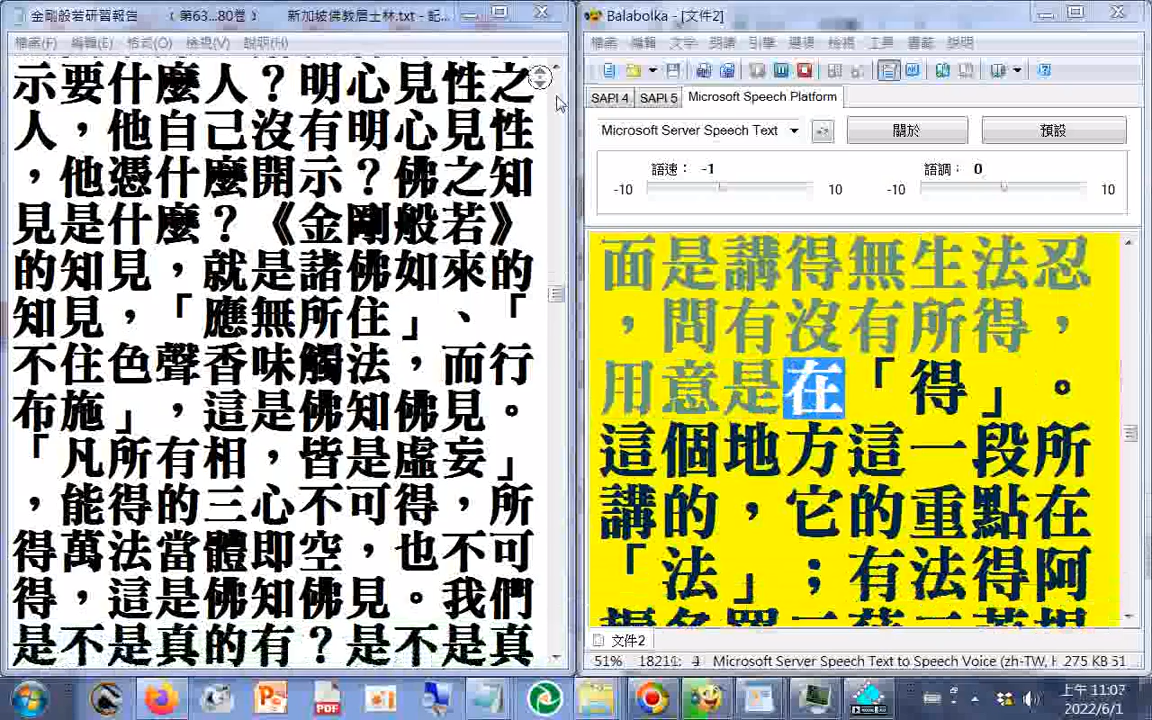 金剛般若研習報告 （第63...80卷） 新加坡佛教居士林.txt - 記...
檔案(F) 編輯(E) 格式(O) 檢視(V) 說明(H)
示要什麼人？明心見性之
人，他自己沒有明心見性
，他憑什麼開示？佛之知
見是什麼？《金剛般若》
的知見，就是諸佛如來的
知見，「應無所住」、「
不住色聲香味觸法，而行
布施」，這是佛知佛見。
「凡所有相，皆是虛妄」
，能得的三心不可得，所
得萬法當體即空，也不可
得，這是佛知佛見。我們
是不是真的有？是不是真
Balabolka - [文件2]
檔案 編輯 文字 朗讀 引擎 選項 檢視 工具 書籤 說明
SAPI 4 SAPI 5 Microsoft Speech Platform
Microsoft Server Speech Text
關於
預設
語速： -1
-10 10
語調： 0
-10 10
面是講得無生法忍
，問有沒有所得，
用意是在「得」。
這個地方這一段所
講的，它的重點在
「法」；有法得阿
耨多羅三藐三菩提
文件2
51% 18211: 4 Microsoft Server Speech Text to Speech Voice (zh-TW, H 275 KB 51
PDF
上午 11:07
2022/6/1